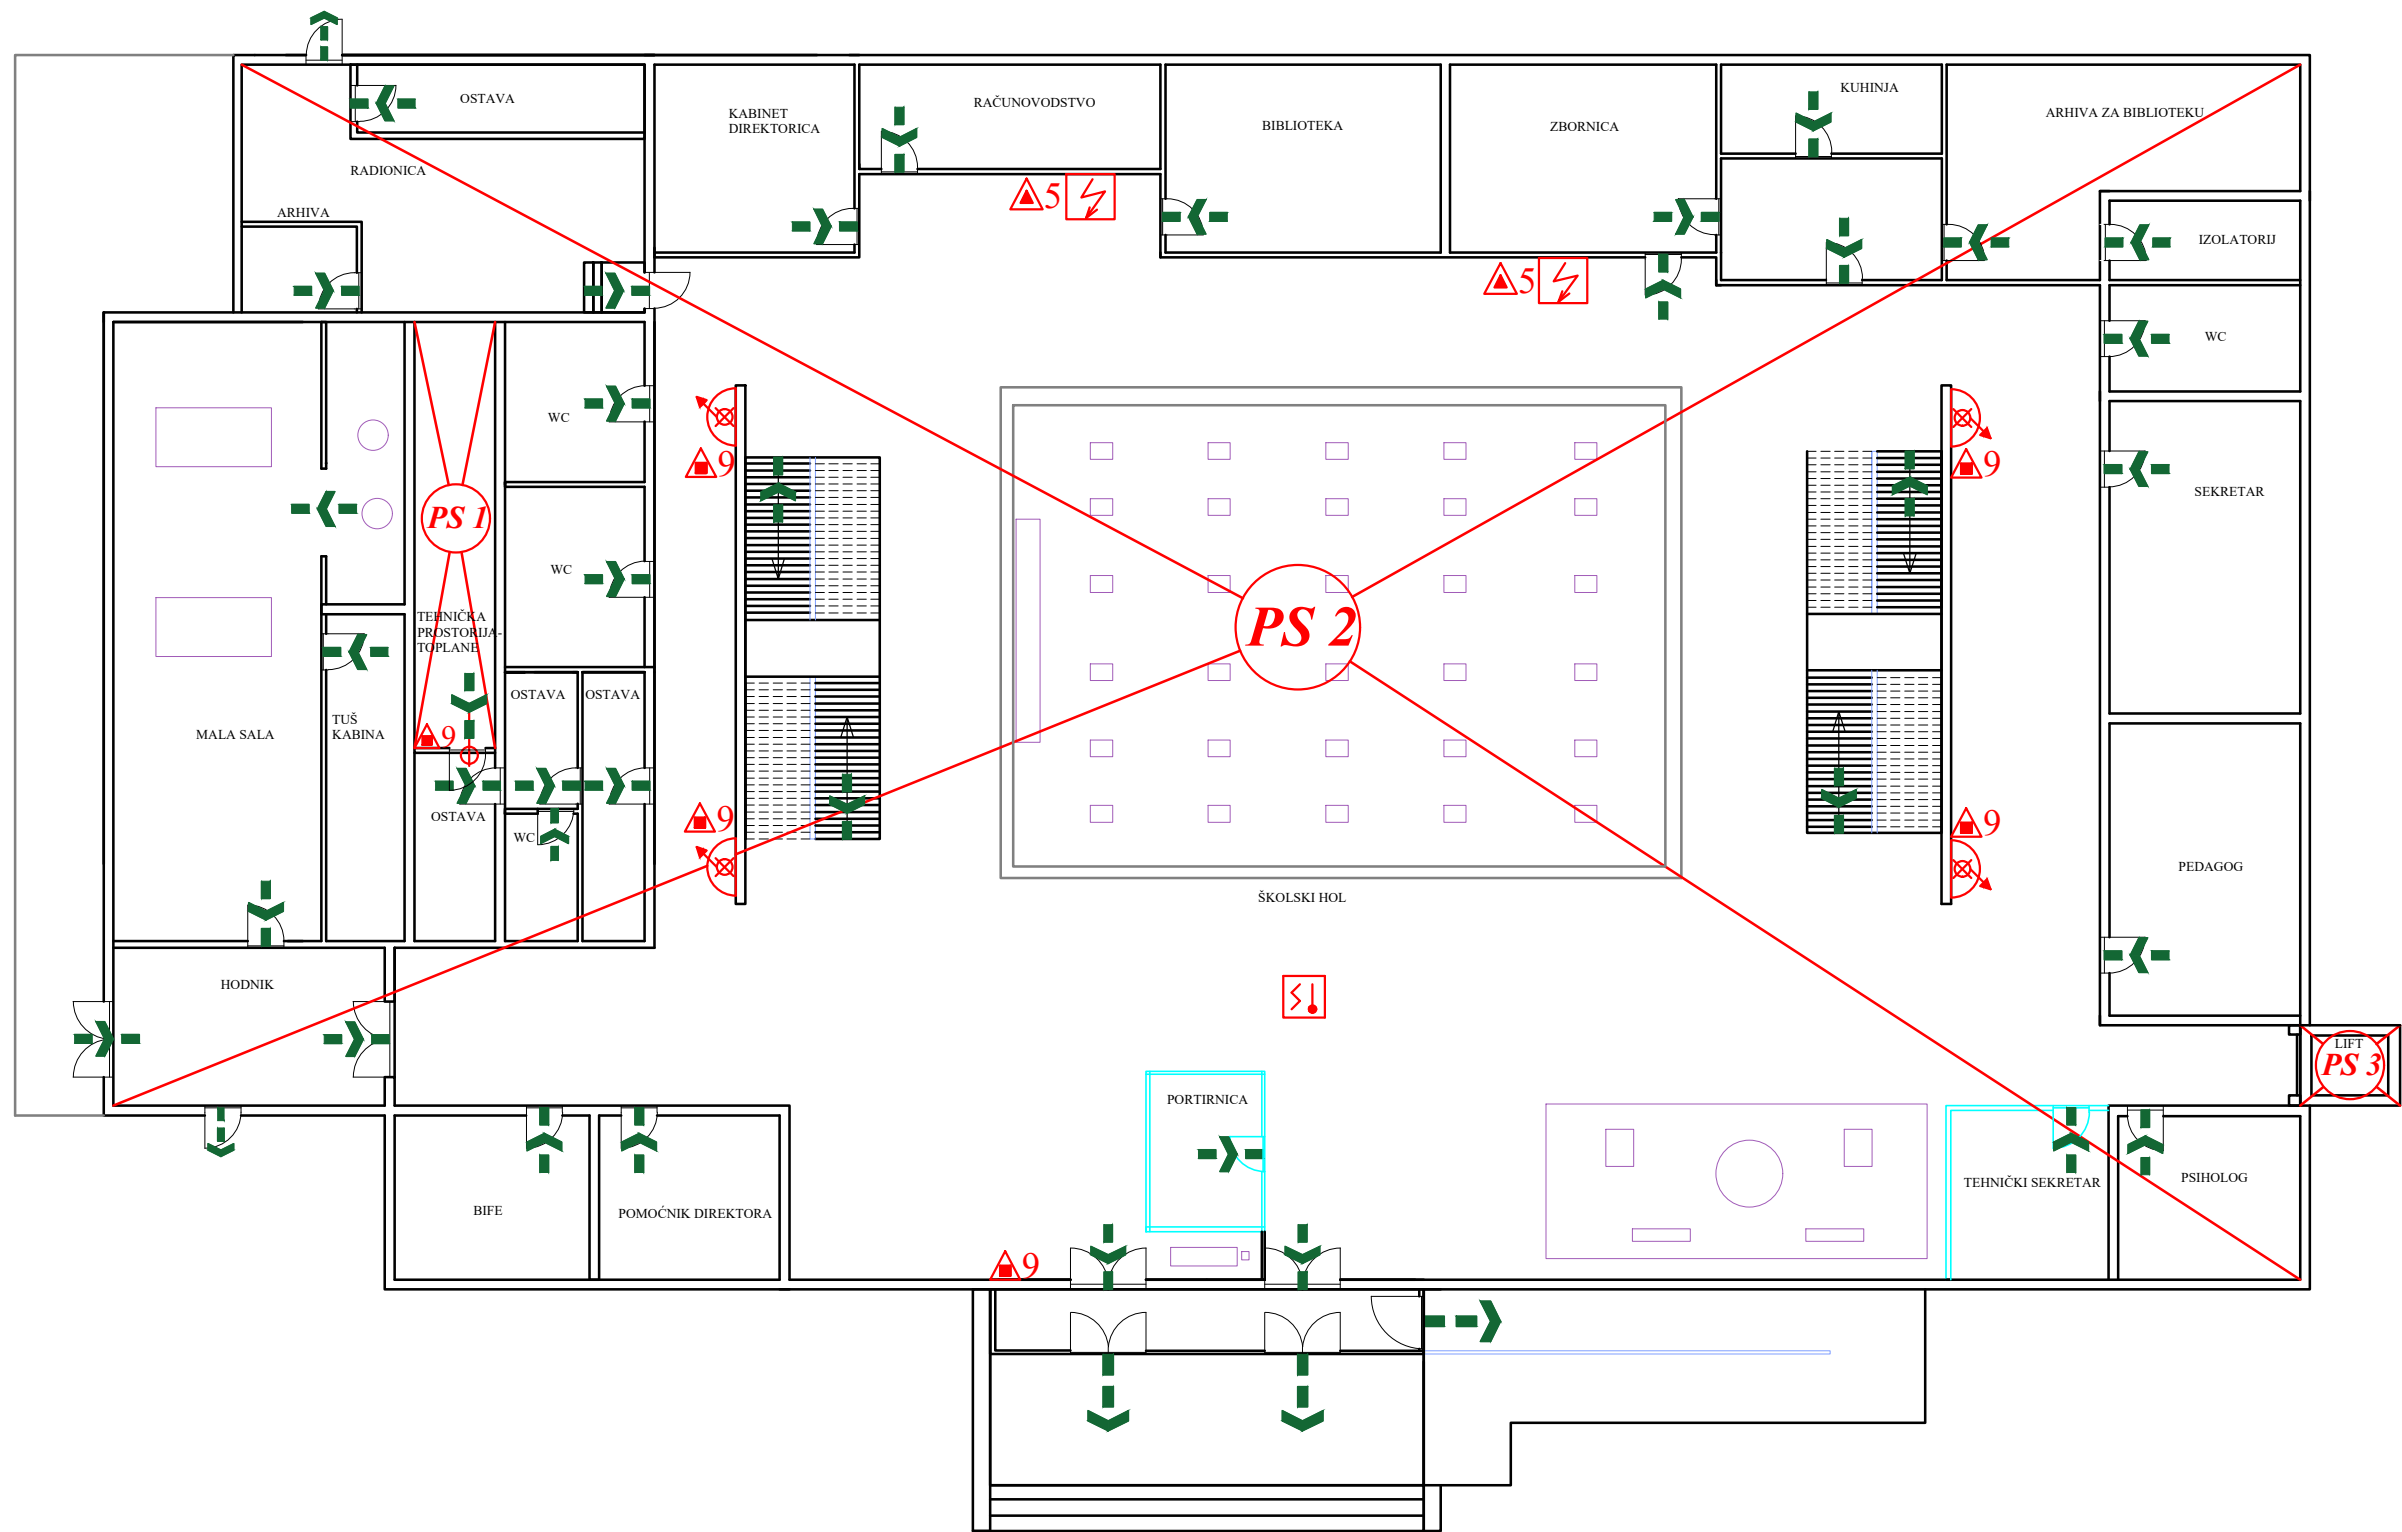 OSTAVA
KABINET
DIREKTORICA
RAČUNOVODSTVO
BIBLIOTEKA
ZBORNICA
KUHINJA
ARHIVA ZA BIBLIOTEKU
RADIONICA
ARHIVA
5
5
IZOLATORIJ
WC
WC
9
9
PS 1
SEKRETAR
WC
TEHNIČKA
PROSTORIJA-
TOPLANE
PS 2
OSTAVA
OSTAVA
TUŠ
KABINA
MALA SALA
9
OSTAVA
WC
9
9
PEDAGOG
ŠKOLSKI HOL
HODNIK
LIFT
PS 3
PORTIRNICA
TEHNIČKI SEKRETAR
PSIHOLOG
BIFE
POMOĆNIK DIREKTORA
9